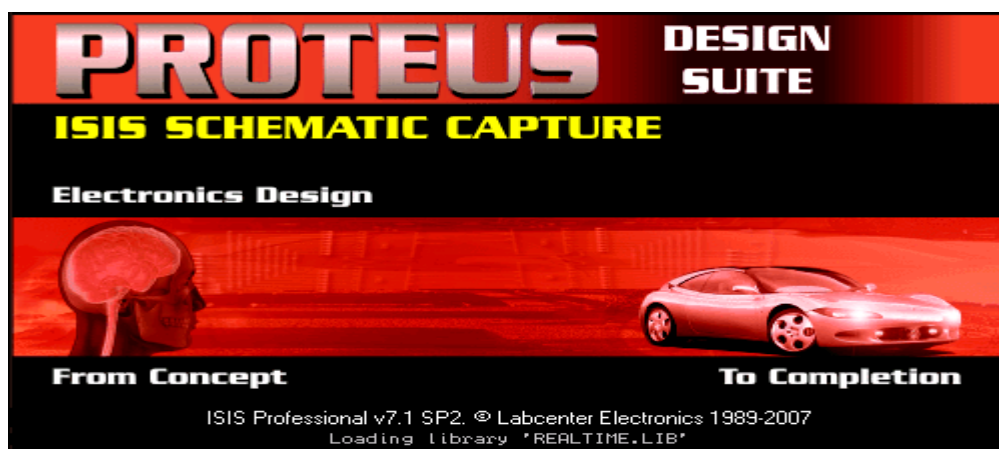 PROTEUS
DESIGN
SUITE
ISIS SCHEMATIC CAPTURE
Electronics Design
From Concept
To Completion
ISIS Professional v7.1 SP2. © Labcenter Electronics 1989-2007
Loading library 'REALTIME.LIB'